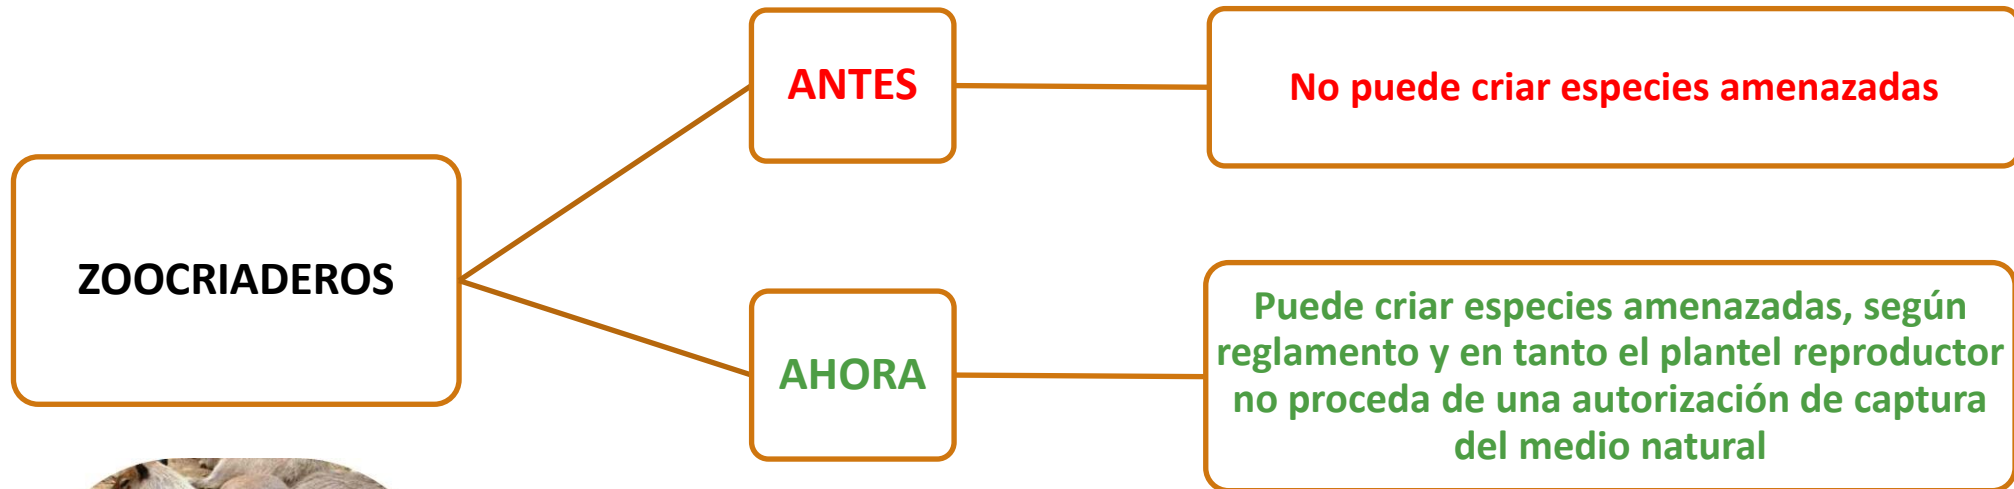 ZOOCRIADEROS
ANTES
No puede criar especies amenazadas
AHORA
Puede criar especies amenazadas, según
reglamento y en tanto el plantel reproductor
no proceda de una autorización de captura
del medio natural